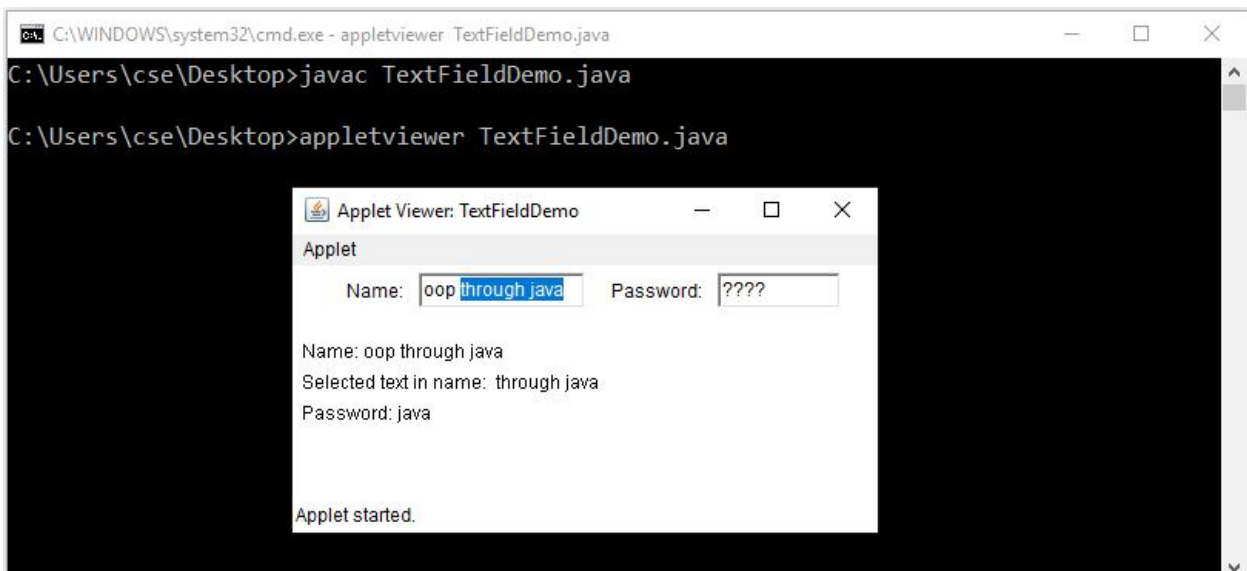 C:\WINDOWS\system32\cmd.exe - appletviewer TextFieldDemo.java
C:\Users\cse\Desktop>javac TextFieldDemo.java
C:\Users\cse\Desktop>appletviewer TextFieldDemo.java
Applet Viewer: TextFieldDemo
Applet
Name: oop through java Password: ????
Name: oop through java
Selected text in name: through java
Password: java
Applet started.